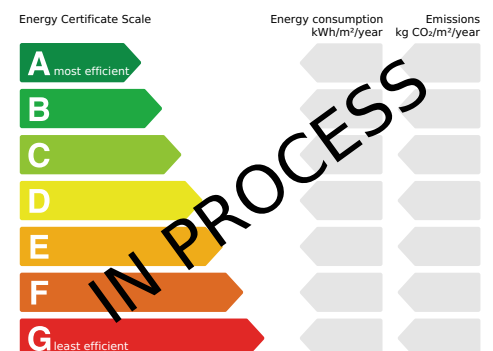 Energy Certificate Scale
Energy consumption
kWh/m²/year
Emissions
kg CO₂/m²/year
A most efficient
B
C
D
E
F
G least efficient
IN PROCESS